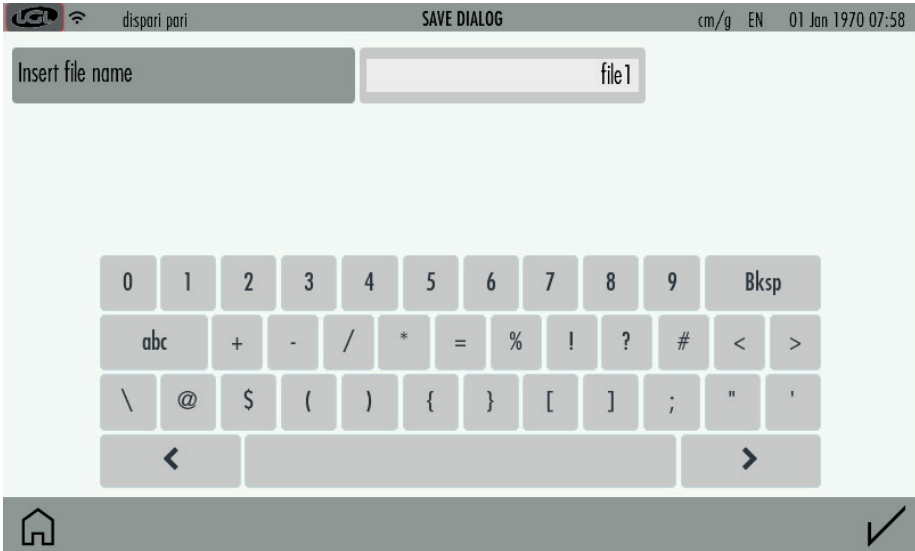 LGL dispari pari SAVE DIALOG cm/g EN 01 Jan 1970 07:58
Insert file name file1
0 1 2 3 4 5 6 7 8 9 Bksp
abc + - / * = % ! ? # < >
\ @ $ ( ) { } [ ] ; " '